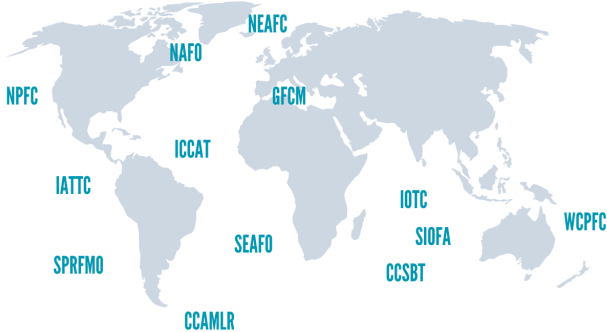 NEAFC
NAFO
NPFC
GFCM
ICCAT
IATTC
IOTC
WCPFC
SIOFA
SEAFO
SPRFMO
CCSBT
CCAMLR